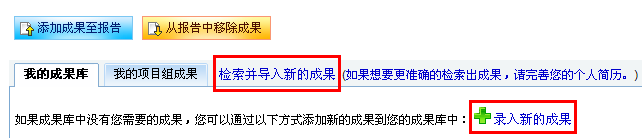 添加成果至报告 从报告中移除成果
我的成果库 我的项目组成果 检索并导入新的成果 (如果想要更准确的检索出成果，请完善您的个人简历。)
如果成果库中没有您需要的成果，您可以通过以下方式添加新的成果到您的成果库中： 录入新的成果